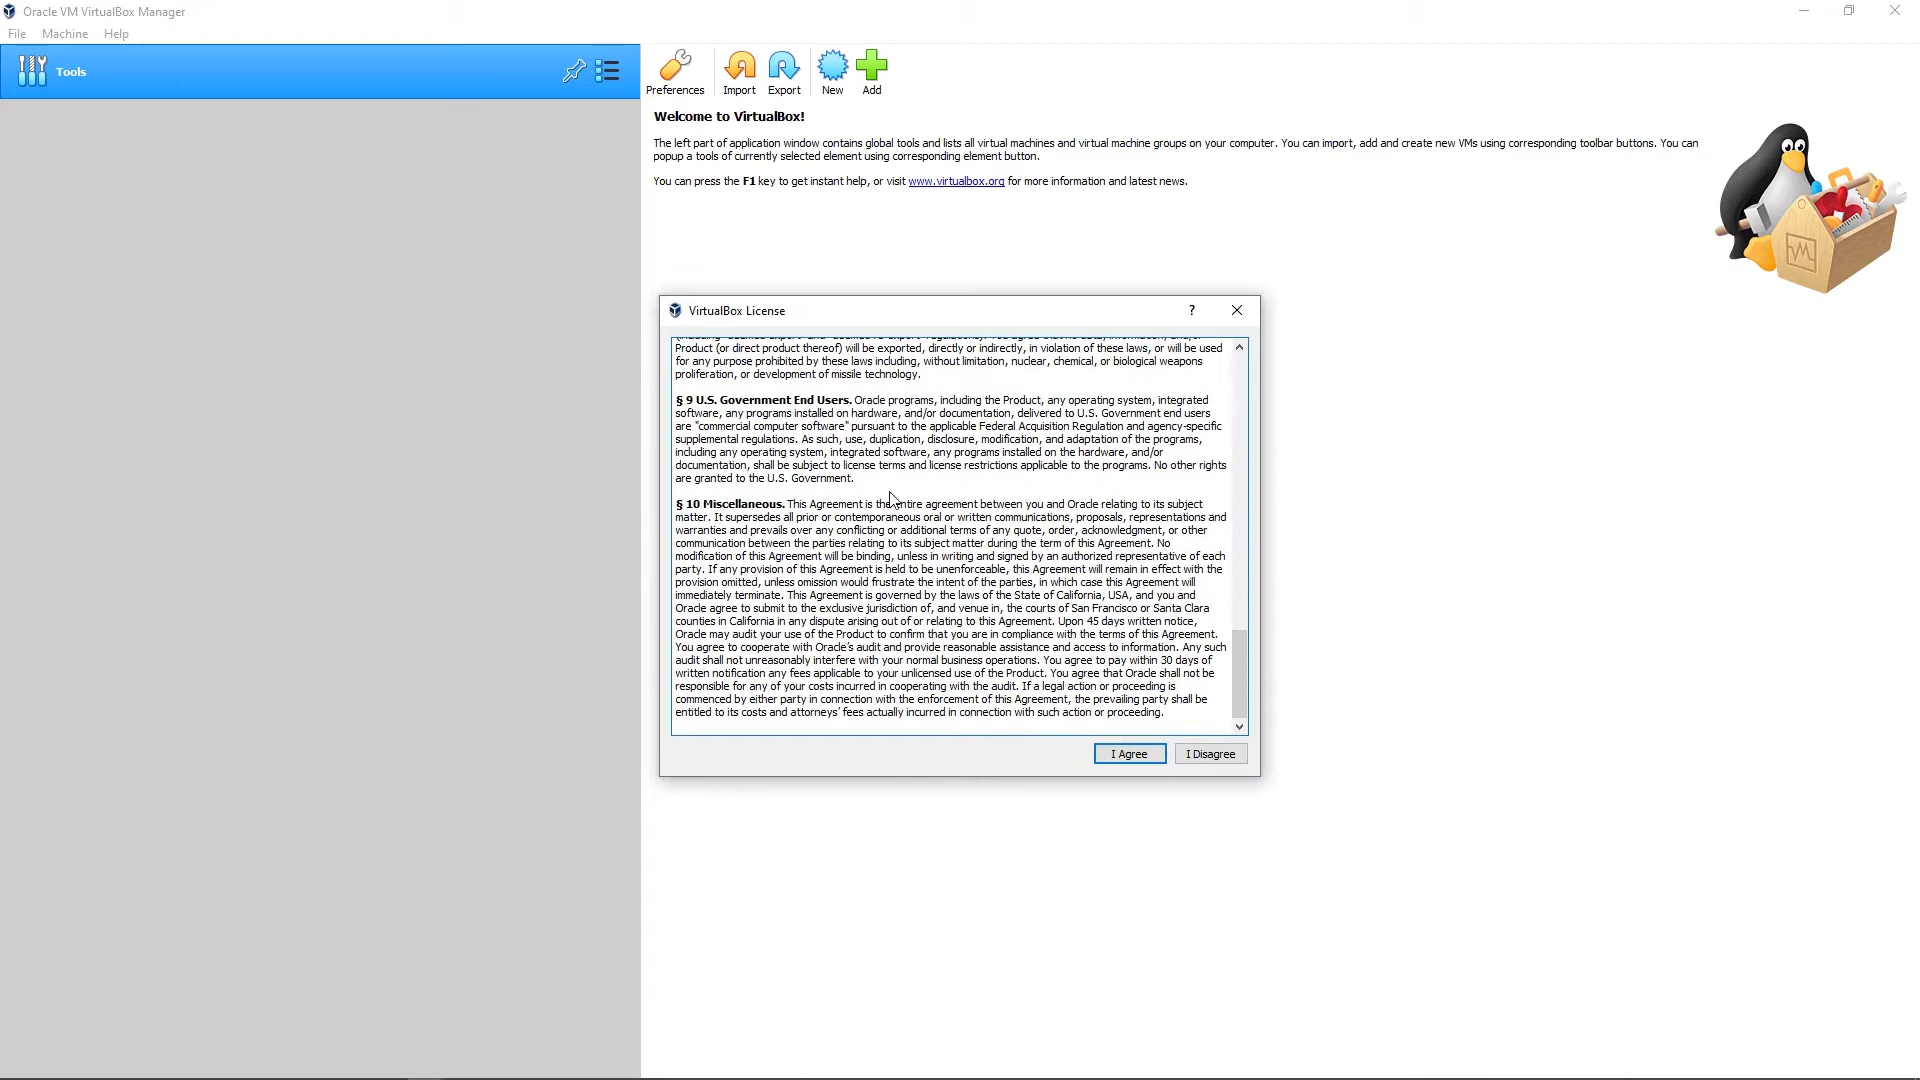 Oracle VM VirtualBox Manager
File Machine Help
Tools
Preferences Import Export New Add
Welcome to VirtualBox!
The left part of application window contains global tools and lists all virtual machines and virtual machine groups on your computer. You can import, add and create new VMs using corresponding toolbar buttons. You can
popup a tools of currently selected element using corresponding element button.
You can press the F1 key to get instant help, or visit www.virtualbox.org for more information and latest news.
VirtualBox License
Product (or direct product thereof) will be exported, directly or indirectly, in violation of these laws, or will be used
for any purpose prohibited by these laws including, without limitation, nuclear, chemical, or biological weapons
proliferation, or development of missile technology.
§ 9 U.S. Government End Users. Oracle programs, including the Product, any operating system, integrated
software, any programs installed on hardware, and/or documentation, delivered to U.S. Government end users
are "commercial computer software" pursuant to the applicable Federal Acquisition Regulation and agency-specific
supplemental regulations. As such, use, duplication, disclosure, modification, and adaptation of the programs,
including any operating system, integrated software, any programs installed on the hardware, and/or
documentation, shall be subject to license terms and license restrictions applicable to the programs. No other rights
are granted to the U.S. Government.
§ 10 Miscellaneous. This Agreement is the entire agreement between you and Oracle relating to its subject
matter. It supersedes all prior or contemporaneous oral or written communications, proposals, representations and
warranties and prevails over any conflicting or additional terms of any quote, order, acknowledgment, or other
communication between the parties relating to its subject matter during the term of this Agreement. No
modification of this Agreement will be binding, unless in writing and signed by an authorized representative of each
party. If any provision of this Agreement is held to be unenforceable, this Agreement will remain in effect with the
provision omitted, unless omission would frustrate the intent of the parties, in which case this Agreement will
immediately terminate. This Agreement is governed by the laws of the State of California, USA, and you and
Oracle agree to submit to the exclusive jurisdiction of, and venue in, the courts of San Francisco or Santa Clara
counties in California in any dispute arising out of or relating to this Agreement. Upon 45 days written notice,
Oracle may audit your use of the Product to confirm that you are in compliance with the terms of this Agreement.
You agree to cooperate with Oracle's audit and provide reasonable assistance and access to information. Any such
audit shall not unreasonably interfere with your normal business operations. You agree to pay within 30 days of
written notification any fees applicable to your unlicensed use of the Product. You agree that Oracle shall not be
responsible for any of your costs incurred in cooperating with the audit. If a legal action or proceeding is
commenced by either party in connection with the enforcement of this Agreement, the prevailing party shall be
entitled to its costs and attorneys' fees actually incurred in connection with such action or proceeding.
I Agree I Disagree